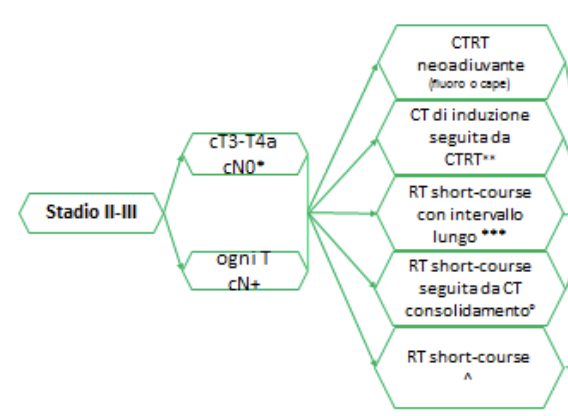 Stadio II-III
cT3-T4a
cN0*
ogni T
cN+
CTRT
neoadiuvante
(fluoro o cape)
CT di induzione
seguita da
CTRT**
RT short-course
con intervallo
lungo ***
RT short-course
seguita da CT
consolidamento°
RT short-course
^